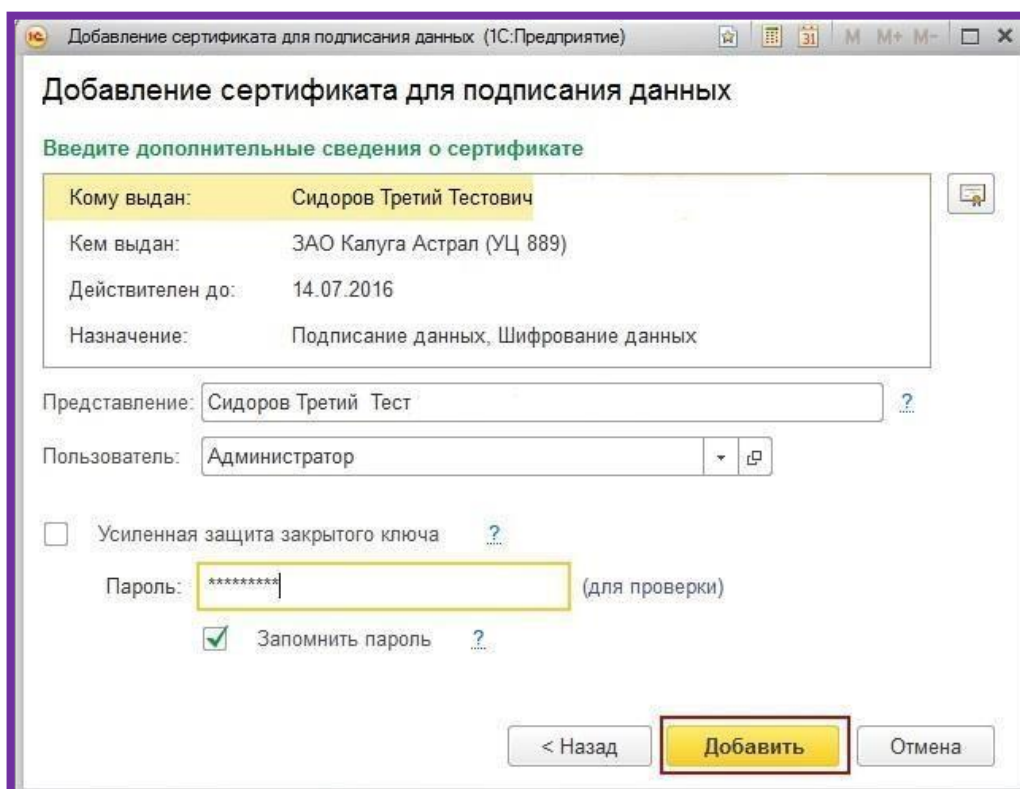 1С Добавление сертификата для подписания данных (1С:Предприятие) 31 M M+ M-
Добавление сертификата для подписания данных
Введите дополнительные сведения о сертификате
Кому выдан: Сидоров Третий Тестович
Кем выдан: ЗАО Калуга Астрал (УЦ 889)
Действителен до: 14.07.2016
Назначение: Подписание данных, Шифрование данных
Представление: Сидоров Третий Тест ?
Пользователь: Администратор
Усиленная защита закрытого ключа ?
Пароль: ********* (для проверки)
Запомнить пароль ?
< Назад Добавить Отмена